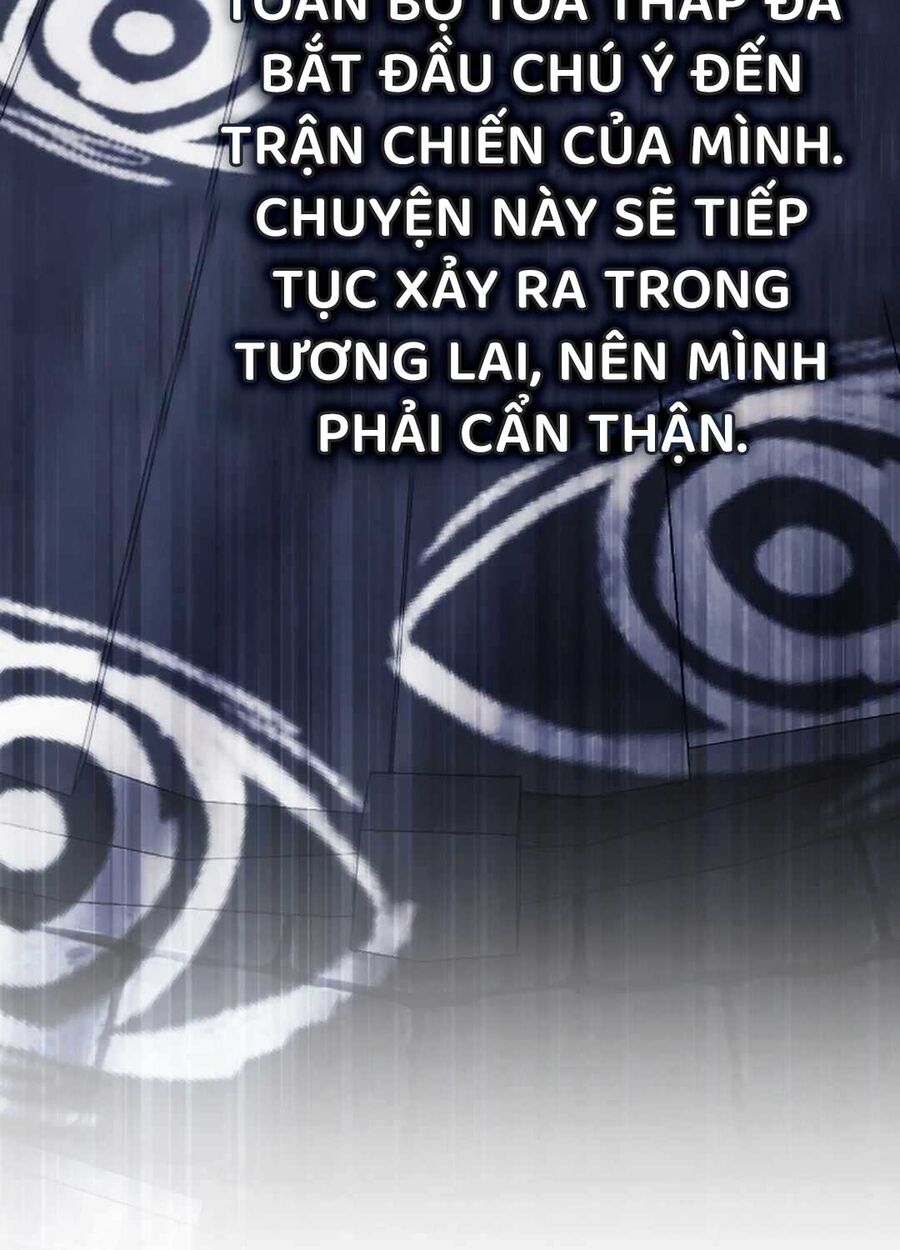 TOÀN BỘ TÒA THÁP ĐÃ
BẮT ĐẦU CHÚ Ý ĐẾN
TRẬN CHIẾN CỦA MÌNH.
CHUYỆN NÀY SẼ TIẾP
TỤC XẢY RA TRONG
TƯƠNG LAI, NÊN MÌNH
PHẢI CẨN THẬN.